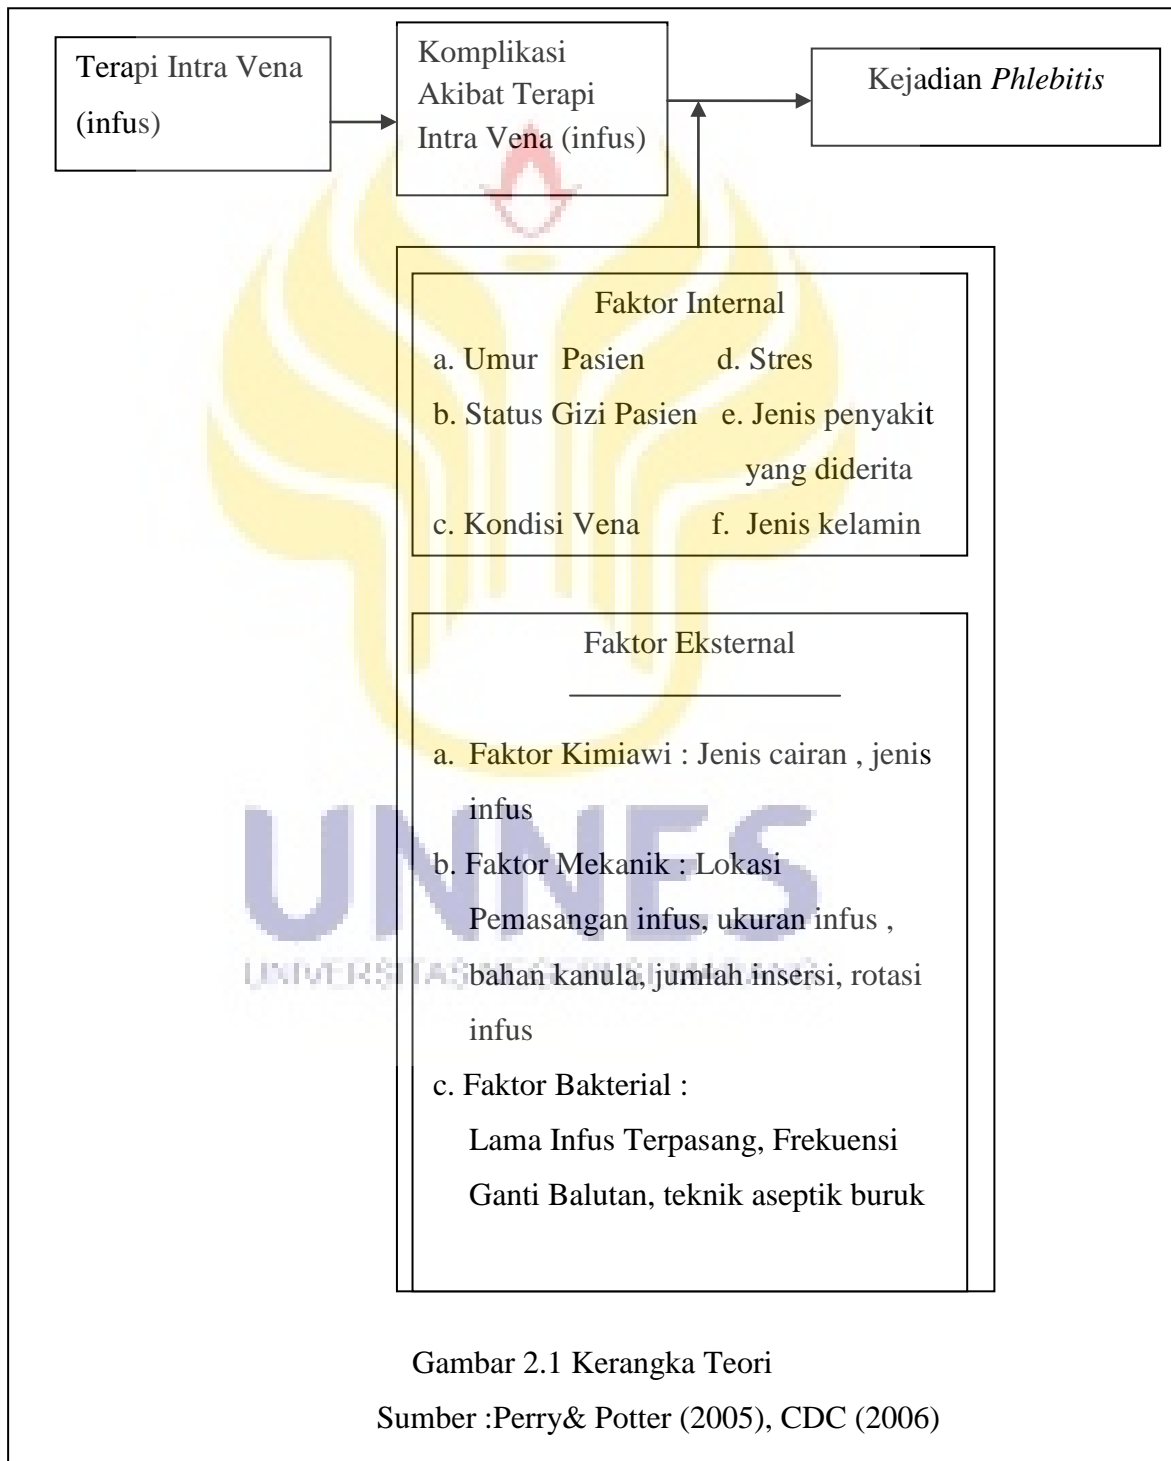 Terapi Intra Vena
(infus)
Komplikasi
Akibat Terapi
Intra Vena (infus)
Kejadian Phlebitis
Faktor Internal
a. Umur Pasien d. Stres
b. Status Gizi Pasien e. Jenis penyakit
yang diderita
c. Kondisi Vena f. Jenis kelamin
Faktor Eksternal
a. Faktor Kimiawi : Jenis cairan , jenis
infus
b. Faktor Mekanik : Lokasi
Pemasangan infus, ukuran infus ,
bahan kanula, jumlah insersi, rotasi
infus
c. Faktor Bakterial :
Lama Infus Terpasang, Frekuensi
Ganti Balutan, teknik aseptik buruk
UNNES
UNIVERSITAS NEGERI SEMARANG
Gambar 2.1 Kerangka Teori
Sumber :Perry& Potter (2005), CDC (2006)